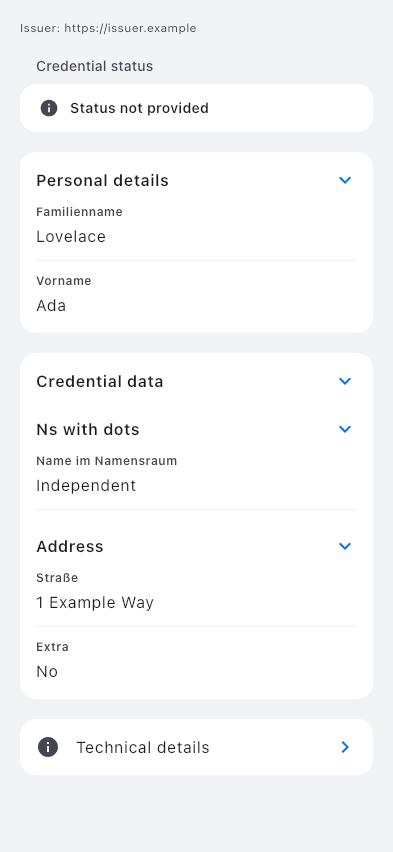 Issuer: https://issuer.example
Credential status
Status not provided
Personal details
Familienname
Lovelace
Vorname
Ada
Credential data
Ns with dots
Name im Namensraum
Independent
Address
Straße
1 Example Way
Extra
No
Technical details